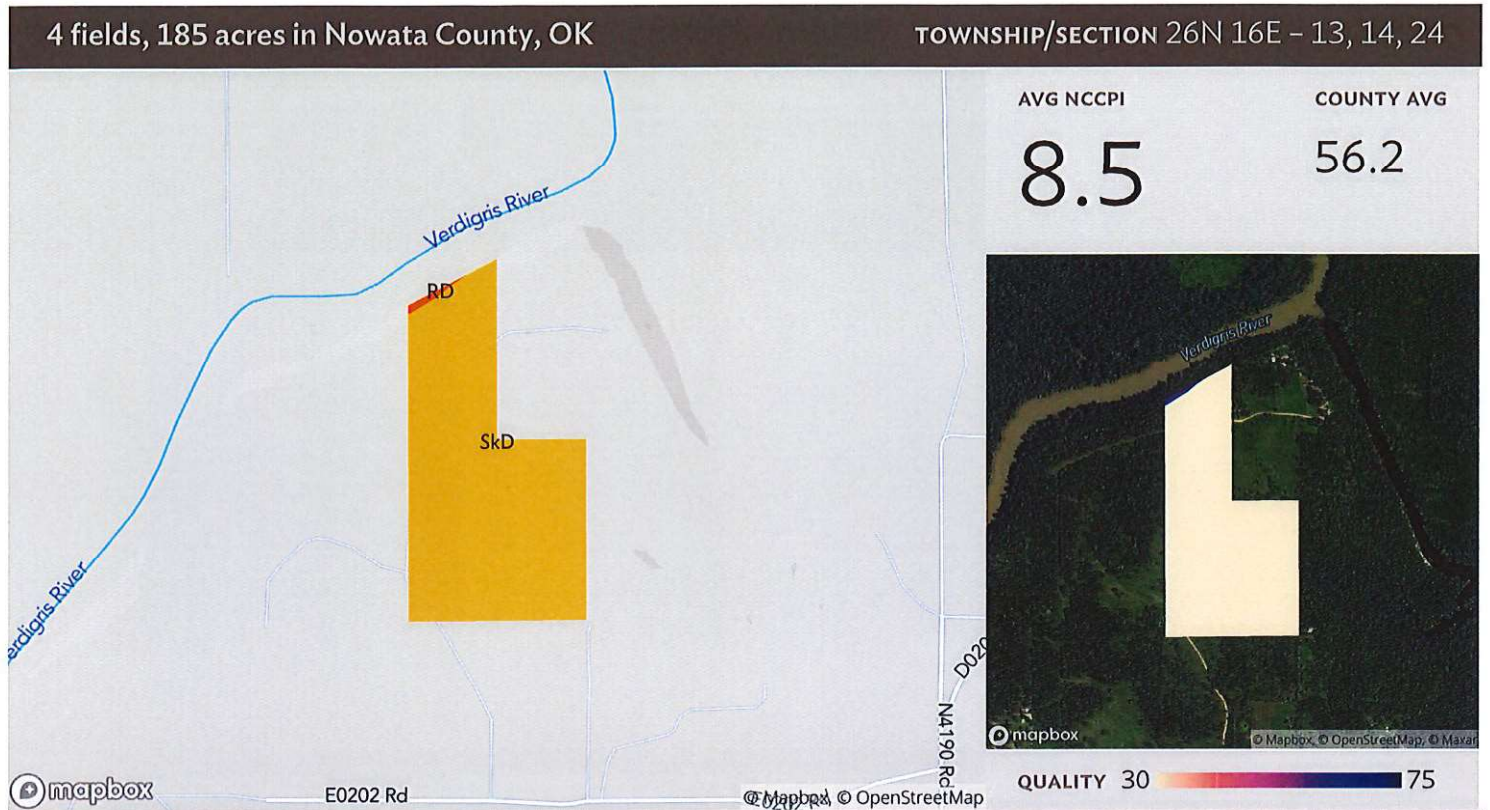 4 fields, 185 acres in Nowata County, OK
TOWNSHIP/SECTION 26N 16E – 13, 14, 24
AVG NCCPI
COUNTY AVG
8.5
56.2
Verdigris River
RD
SkD
erdigris River
D020
N4190 Rd
E0202 Rd
mapbox
© Mapbox, © OpenStreetMap
Verdigris River
mapbox
© Mapbox, © OpenStreetMap, © Maxar
QUALITY 30 75